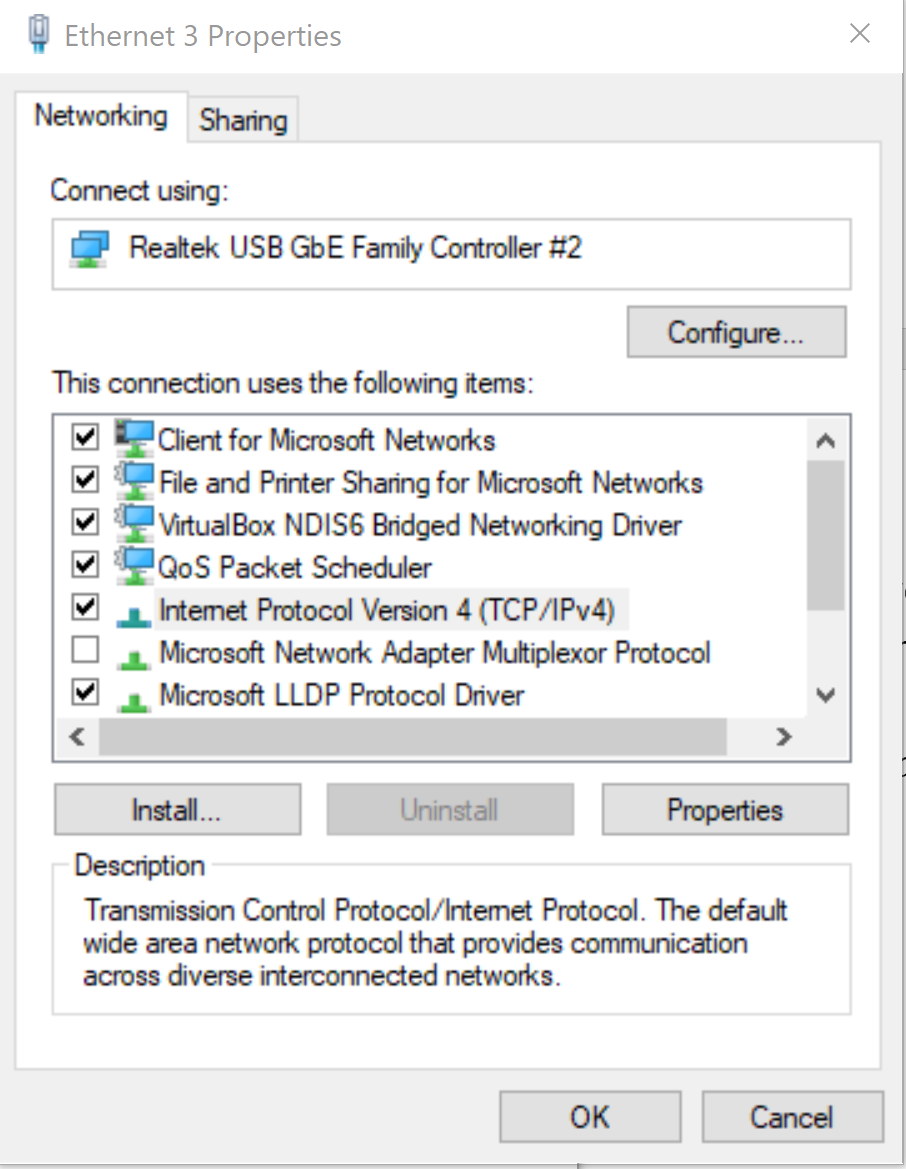 Ethernet 3 Properties
Networking
Sharing
Connect using:
Realtek USB GbE Family Controller #2
Configure...
This connection uses the following items:
Client for Microsoft Networks
File and Printer Sharing for Microsoft Networks
VirtualBox NDIS6 Bridged Networking Driver
QoS Packet Scheduler
Internet Protocol Version 4 (TCP/IPv4)
Microsoft Network Adapter Multiplexor Protocol
Microsoft LLDP Protocol Driver
Install...
Uninstall
Properties
Description
Transmission Control Protocol/Internet Protocol. The default
wide area network protocol that provides communication
across diverse interconnected networks.
OK
Cancel